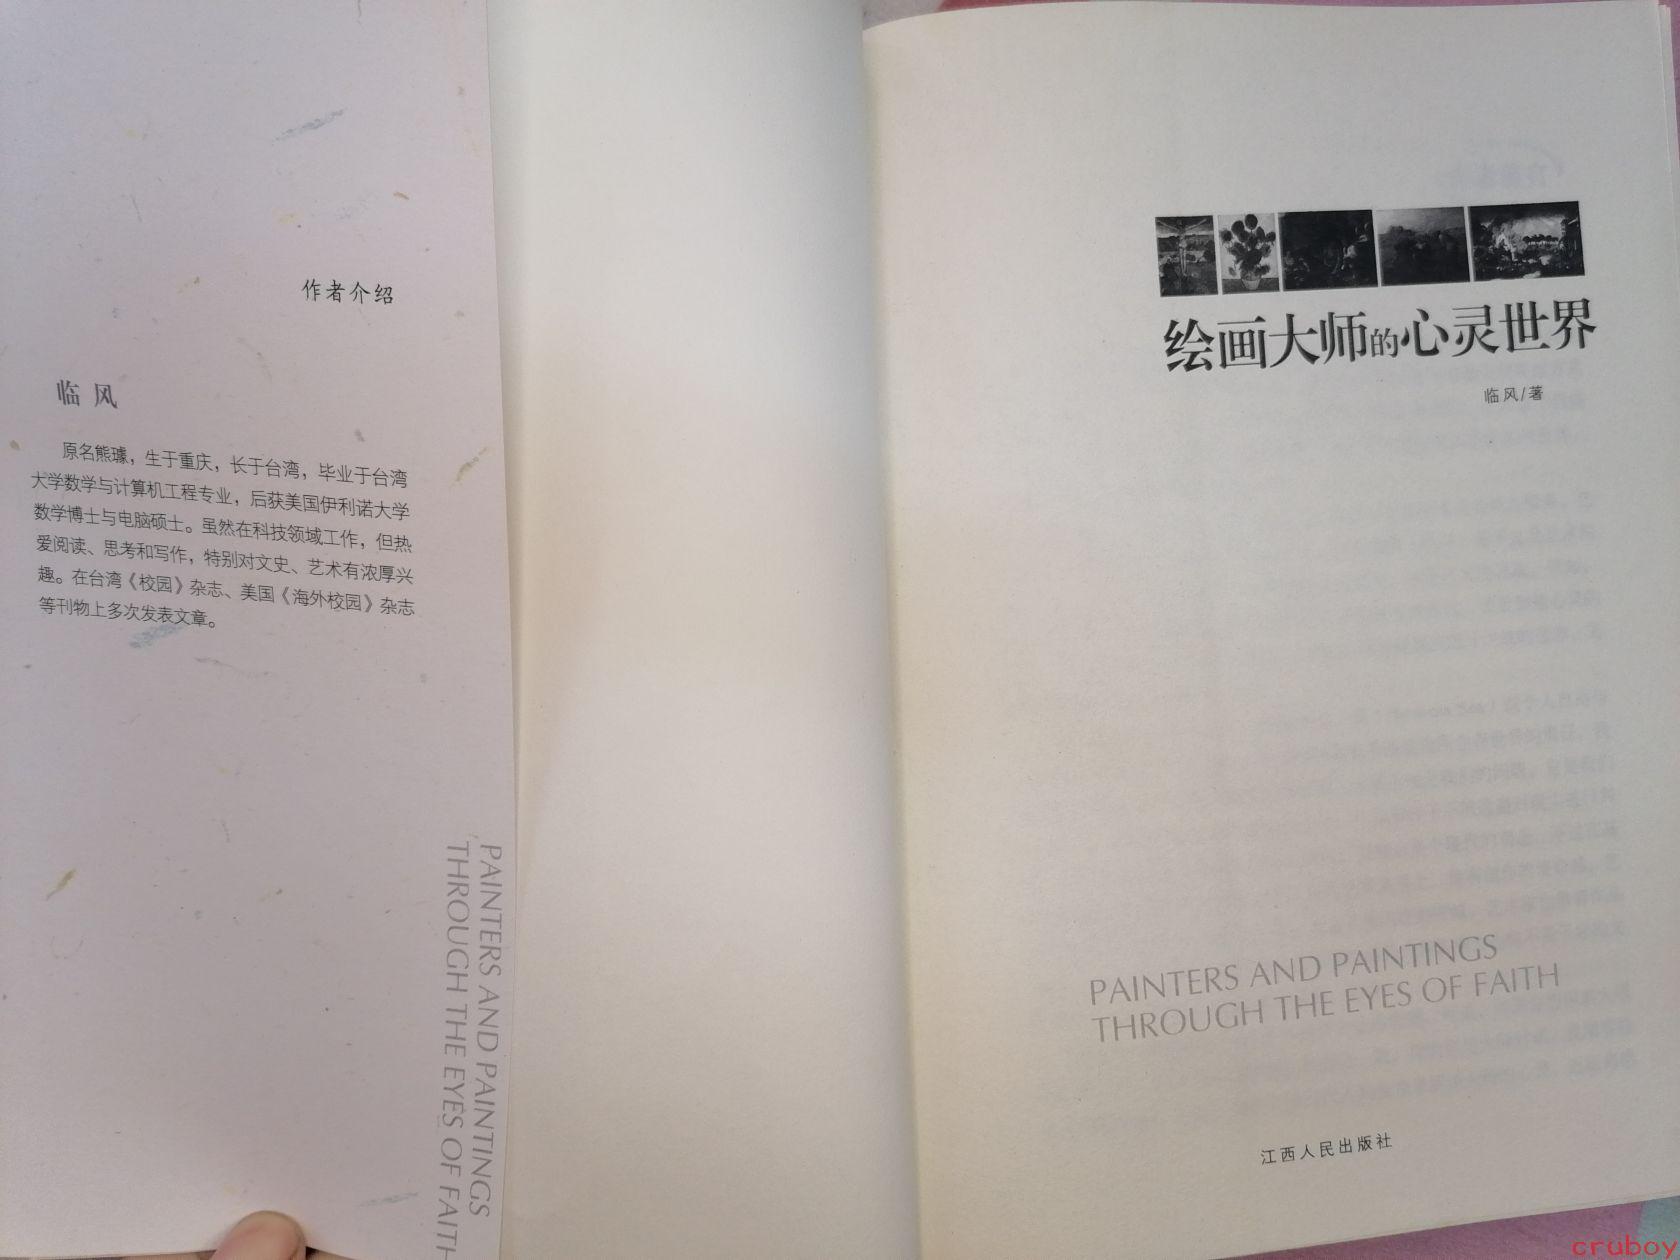 作者介绍
临 风
原名熊璩，生于重庆，长于台湾，毕业于台湾
大学数学与计算机工程专业，后获美国伊利诺大学
数学博士与电脑硕士。虽然在科技领域工作，但热
爱阅读、思考和写作，特别对文史、艺术有浓厚兴
趣。在台湾《校园》杂志、美国《海外校园》杂志
等刊物上多次发表文章。
PAINTERS AND PAINTINGS
THROUGH THE EYES OF FAITH
绘画大师的心灵世界
临风/著
PAINTERS AND PAINTINGS
THROUGH THE EYES OF FAITH
江西人民出版社
cruboy